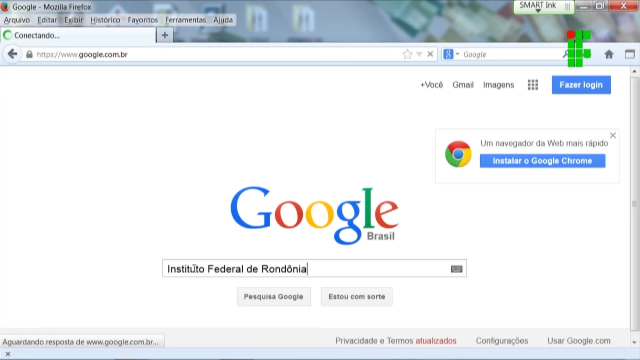 Google - Mozilla Firefox
SMART Ink
Arquivo Editar Exibir Histórico Favoritos Ferramentas Ajuda
Conectando...
https://www.google.com.br
Google
+Você Gmail Imagens Fazer login
Um navegador da Web mais rápido
Instalar o Google Chrome
Google
Brasil
Instituto Federal de Rondônia
Pesquisa Google Estou com sorte
Aguardando resposta de www.google.com.br...
Privacidade e Termos atualizados Configurações Usar Google.com